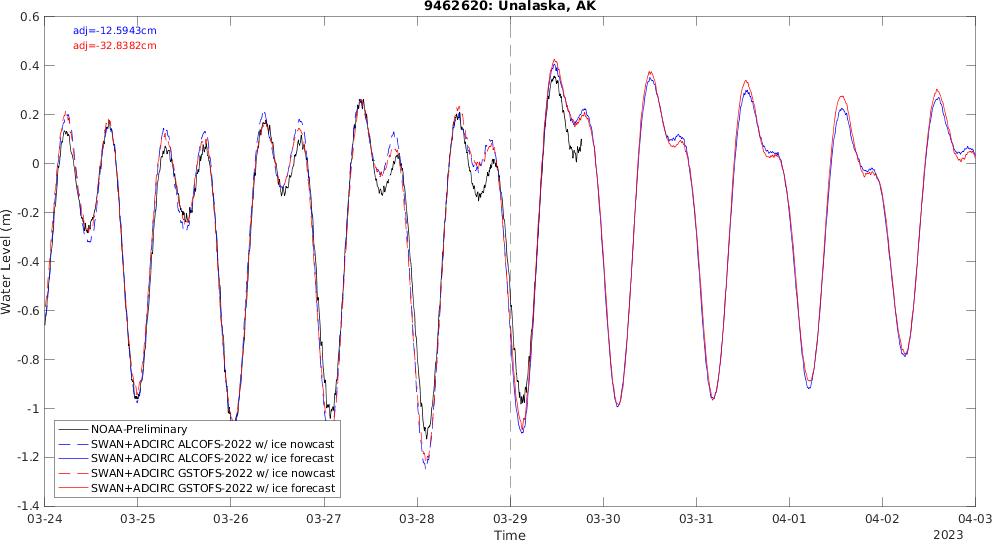 9462620: Unalaska, AK
adj=-12.5943cm
adj=-32.8382cm
0.6
0.4
0.2
0
-0.2
-0.4
-0.6
-0.8
-1
-1.2
-1.4
Water Level (m)
NOAA-Preliminary
SWAN+ADCIRC ALCOFS-2022 w/ ice nowcast
SWAN+ADCIRC ALCOFS-2022 w/ ice forecast
SWAN+ADCIRC GSTOFS-2022 w/ ice nowcast
SWAN+ADCIRC GSTOFS-2022 w/ ice forecast
03-24 03-25 03-26 03-27 03-28 03-29 03-30 03-31 04-01 04-02 04-03
Time
2023